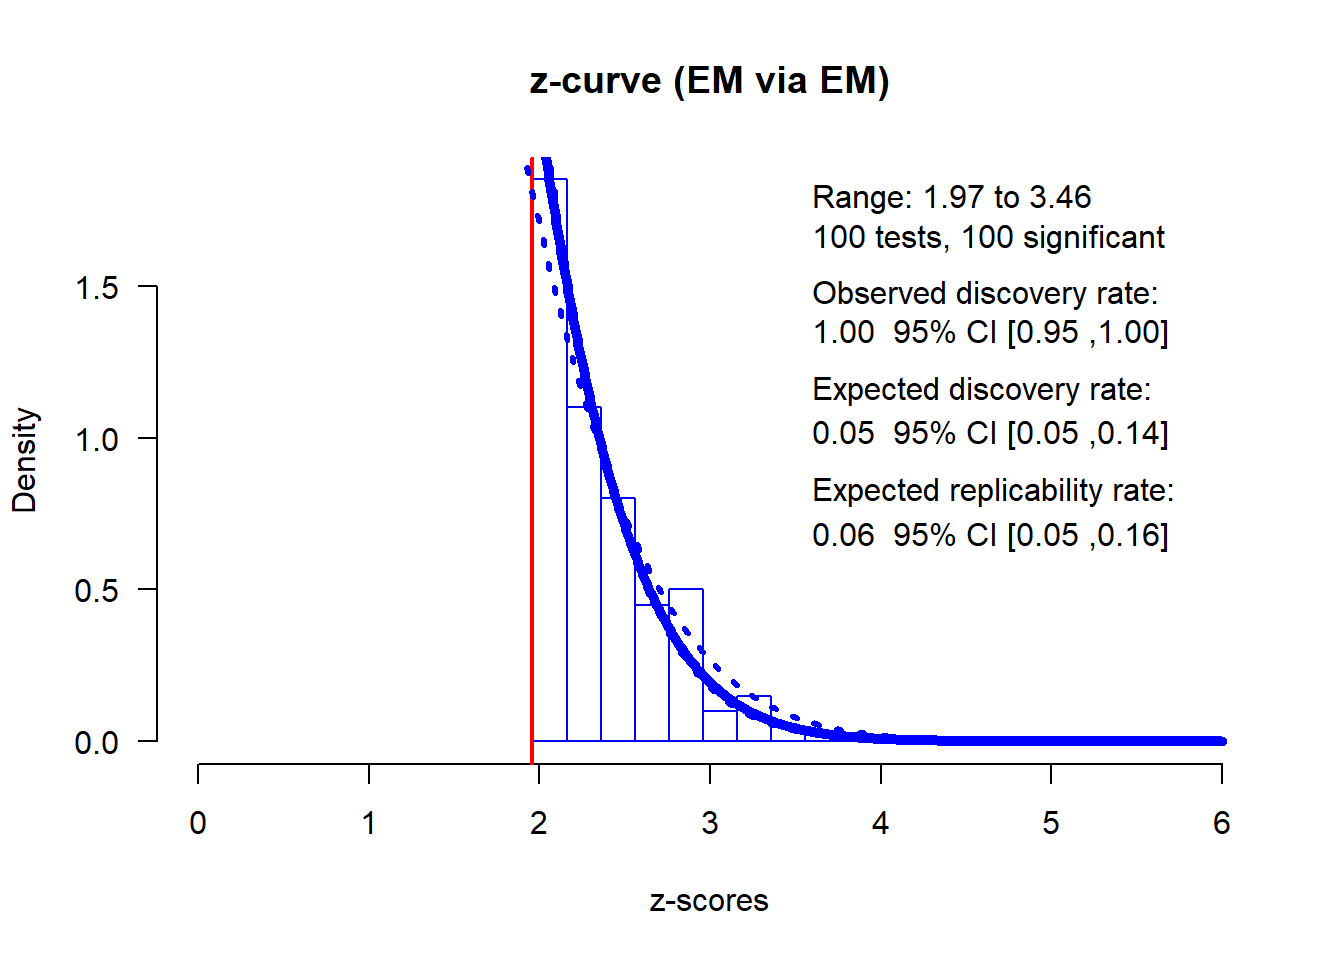 z-curve (EM via EM)
Range: 1.97 to 3.46
100 tests, 100 significant
Observed discovery rate:
1.00 95% CI [0.95 ,1.00]
Expected discovery rate:
0.05 95% CI [0.05 ,0.14]
Expected replicability rate:
0.06 95% CI [0.05 ,0.16]
Density
1.5
1.0
0.5
0.0
0 1 2 3 4 5 6
z-scores